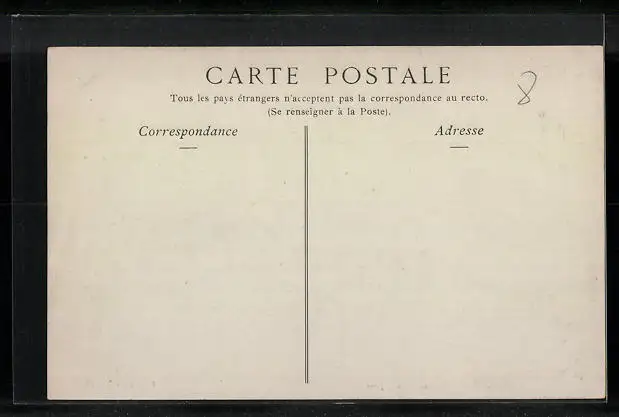 CARTE POSTALE
8
Tous les pays étrangers n'acceptent pas la correspondance au recto.
(Se renseigner à la Poste).
Correspondance
Adresse